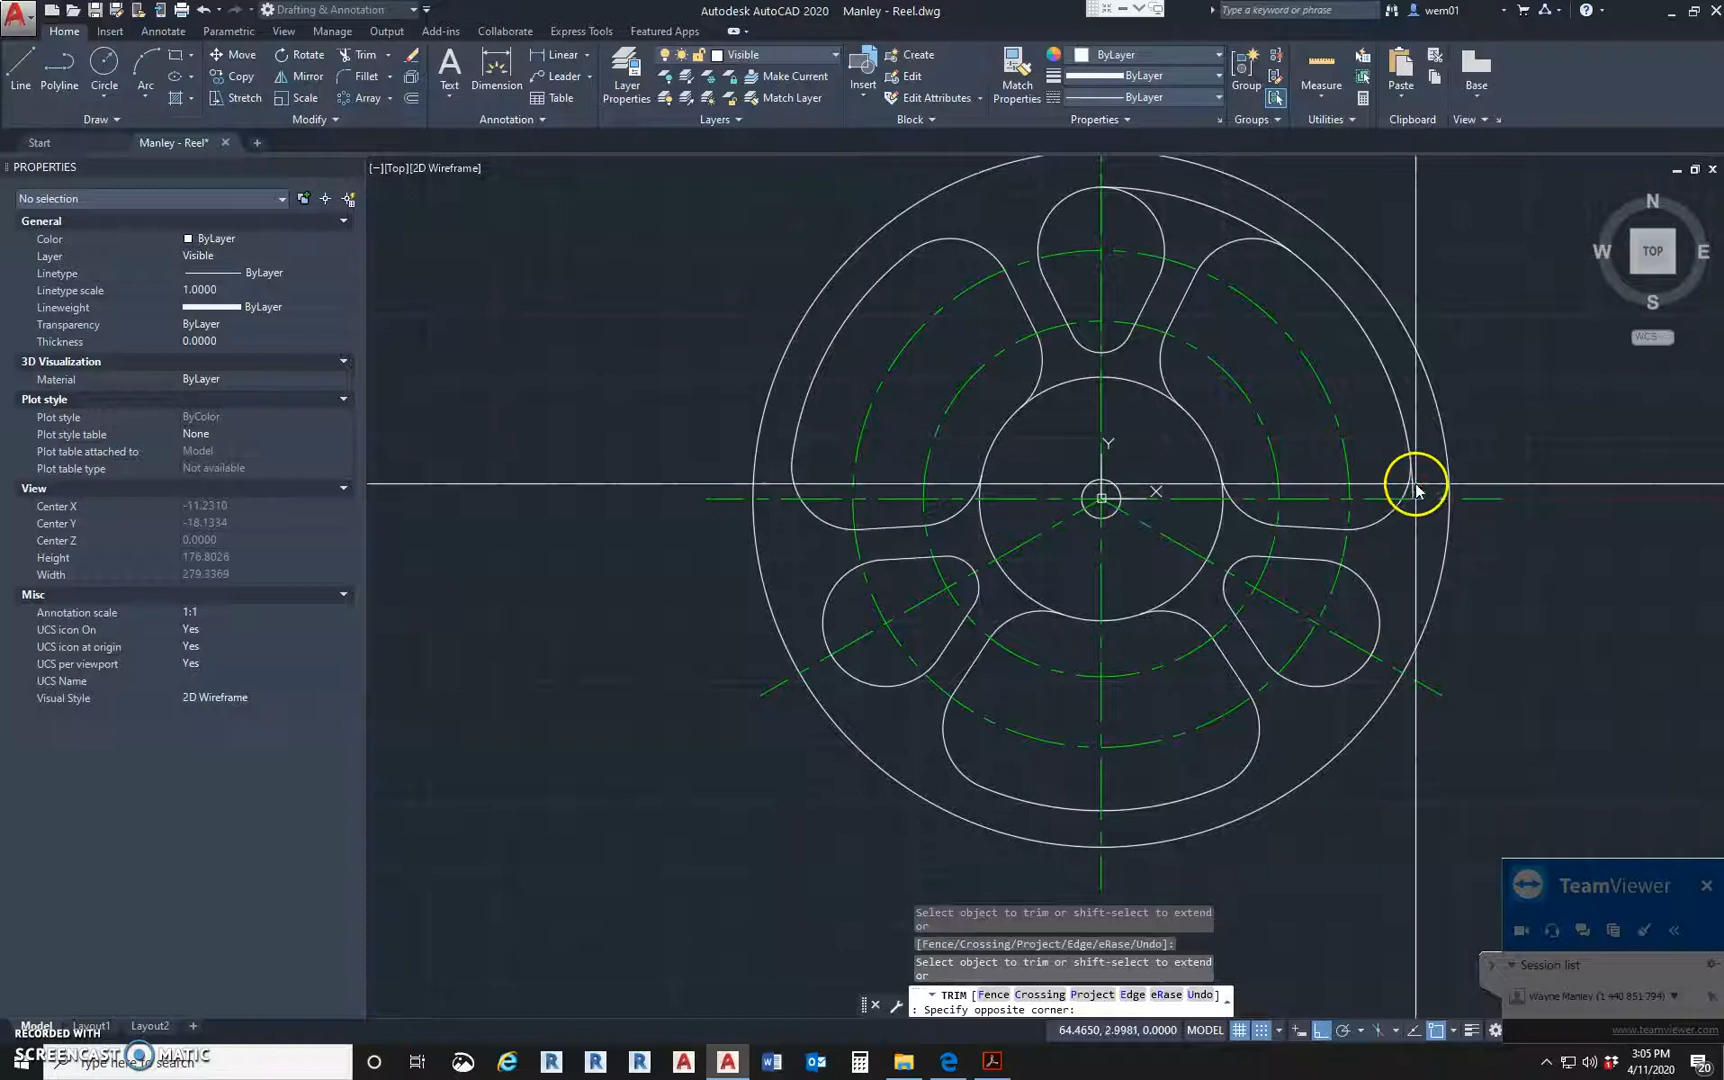 Drafting & Annotation
Autodesk AutoCAD 2020 Manley - Reel.dwg
Type a keyword or phrase
wem01
Home Insert Annotate Parametric View Manage Output Add-ins Collaborate Express Tools Featured Apps
Line Polyline Circle Arc
Move Rotate Trim
Copy Mirror Fillet
Stretch Scale Array
Text Dimension
Linear
Leader
Table
Layer Properties
Visible
Make Current
Match Layer
Insert
Create
Edit
Edit Attributes
Match Properties
ByLayer
ByLayer
ByLayer
Group
Measure
Paste
Base
Draw Modify Annotation Layers Block Properties Groups Utilities Clipboard View
Start Manley - Reel*
PROPERTIES
[−][Top][2D Wireframe]
No selection
General
Color ByLayer
Layer Visible
Linetype ByLayer
Linetype scale 1.0000
Lineweight ByLayer
Transparency ByLayer
Thickness 0.0000
3D Visualization
Material ByLayer
Plot style
Plot style ByColor
Plot style table None
Plot table attached to Model
Plot table type Not available
View
Center X -11.2310
Center Y -18.1334
Center Z 0.0000
Height 176.8026
Width 279.3369
Misc
Annotation scale 1:1
UCS icon On Yes
UCS icon at origin Yes
UCS per viewport Yes
UCS Name
Visual Style 2D Wireframe
N
W TOP E
S
WCS
Y
X
Select object to trim or shift-select to extend
or
[Fence/Crossing/Project/Edge/eRase/Undo]:
Select object to trim or shift-select to extend
or
TRIM [Fence Crossing Project Edge eRase Undo]
: Specify opposite corner:
TeamViewer
Session list
Wayne Manley (1 440 851 794)
www.teamviewer.com
Model Layout1 Layout2
64.4650, 2.9981, 0.0000 MODEL
RECORDED WITH
SCREENCAST MATIC
Type here to search
3:05 PM
4/11/2020
20